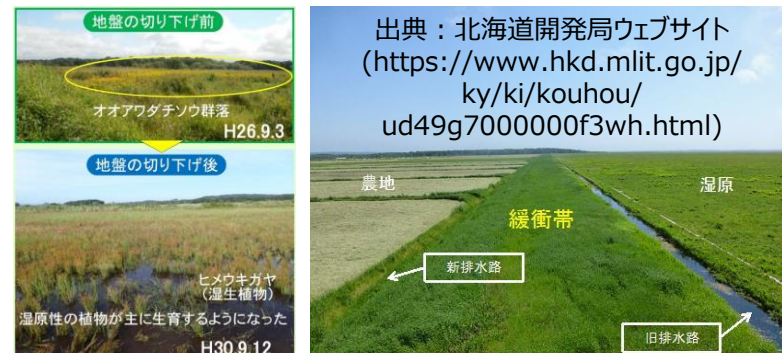 地盤の切り下げ前
オオアワダチソウ群落
H26.9.3
地盤の切り下げ後
ヒメウキガヤ
(湿生植物)
湿原性の植物が主に生育するようになった
H30.9.12
出典：北海道開発局ウェブサイト
(https://www.hkd.mlit.go.jp/
ky/ki/kouhou/
ud49g7000000f3wh.html)
農地
湿原
緩衝帯
新排水路
旧排水路